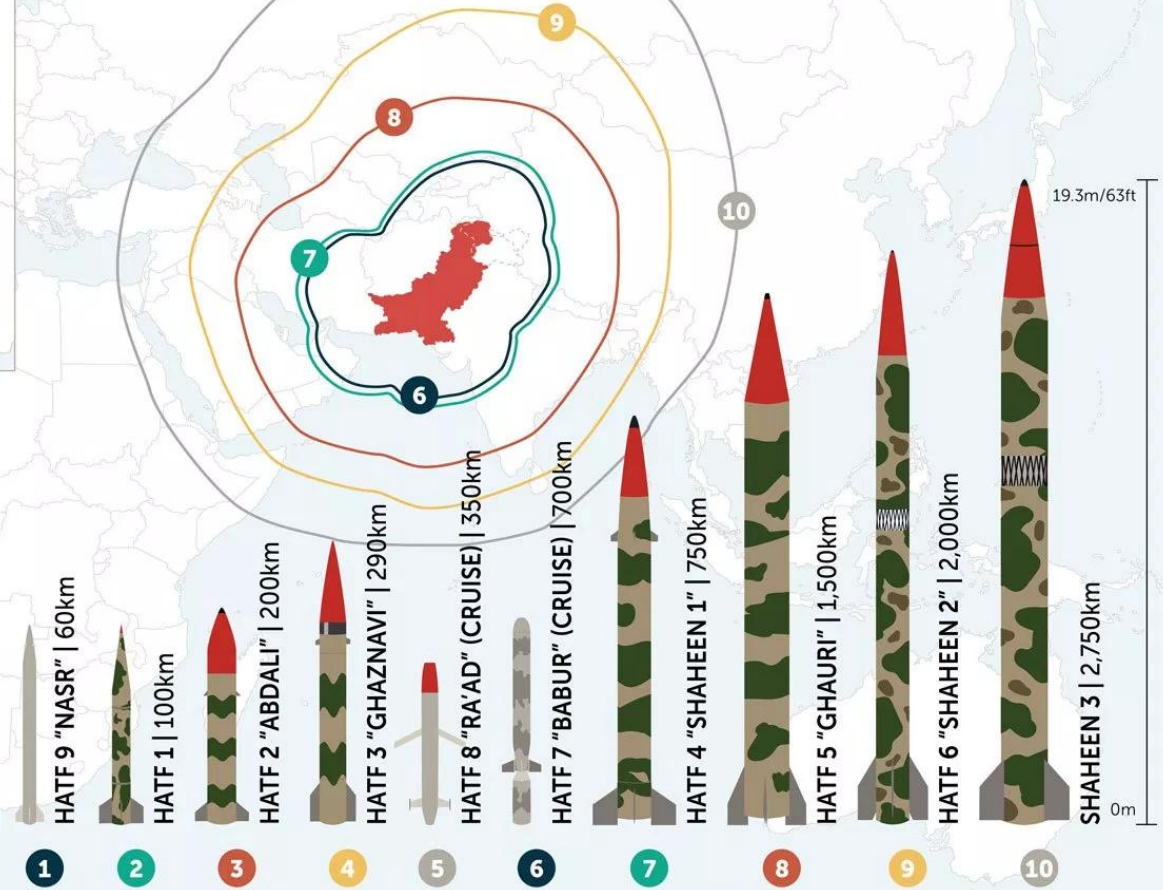 9
8
10
7
6
19.3m/63ft
0m
HATF 9 “NASR” | 60km
HATF 1 | 100km
HATF 2 “ABDALI” | 200km
HATF 3 “GHAZNAVI” | 290km
HATF 8 “RA’AD” (CRUISE) | 350km
HATF 7 “BABUR” (CRUISE) | 700km
HATF 4 “SHAHEEN 1” | 750km
HATF 5 “GHAURI” | 1,500km
HATF 6 “SHAHEEN 2” | 2,000km
SHAHEEN 3 | 2,750km
1
2
3
4
5
6
7
8
9
10